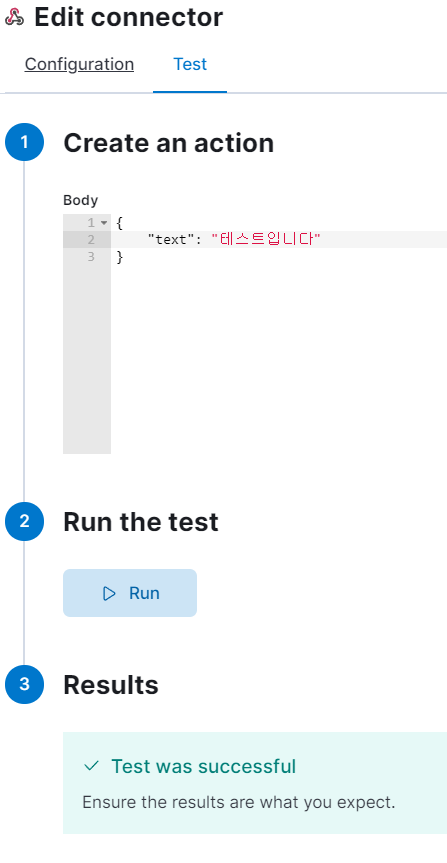 Edit connector
Configuration Test
1 Create an action
Body
1 {
2 "text": "테스트입니다"
3 }
2 Run the test
Run
3 Results
Test was successful
Ensure the results are what you expect.